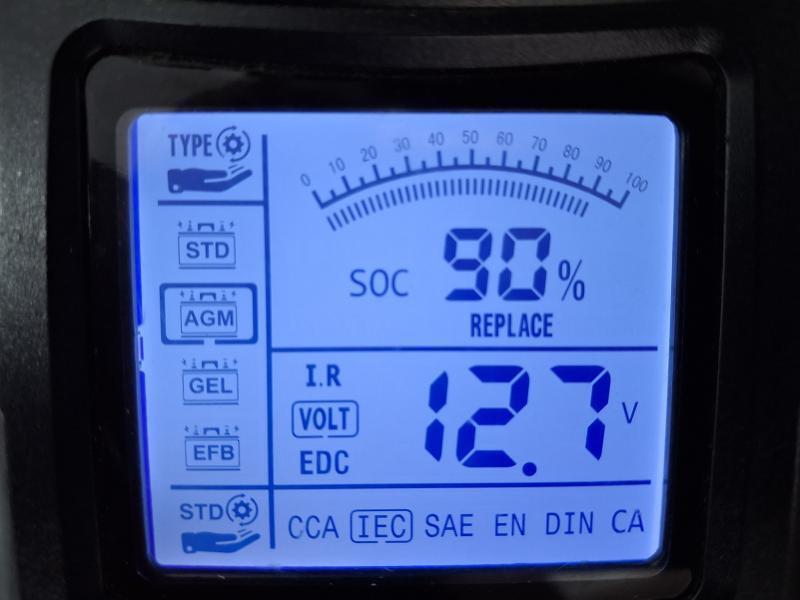 TYPE
0 10 20 30 40 50 60 70 80 90 100
STD
SOC 90%
AGM
REPLACE
I.R
GEL
VOLT 12.7 V
EFB
EDC
STD
CCA IEC SAE EN DIN CA